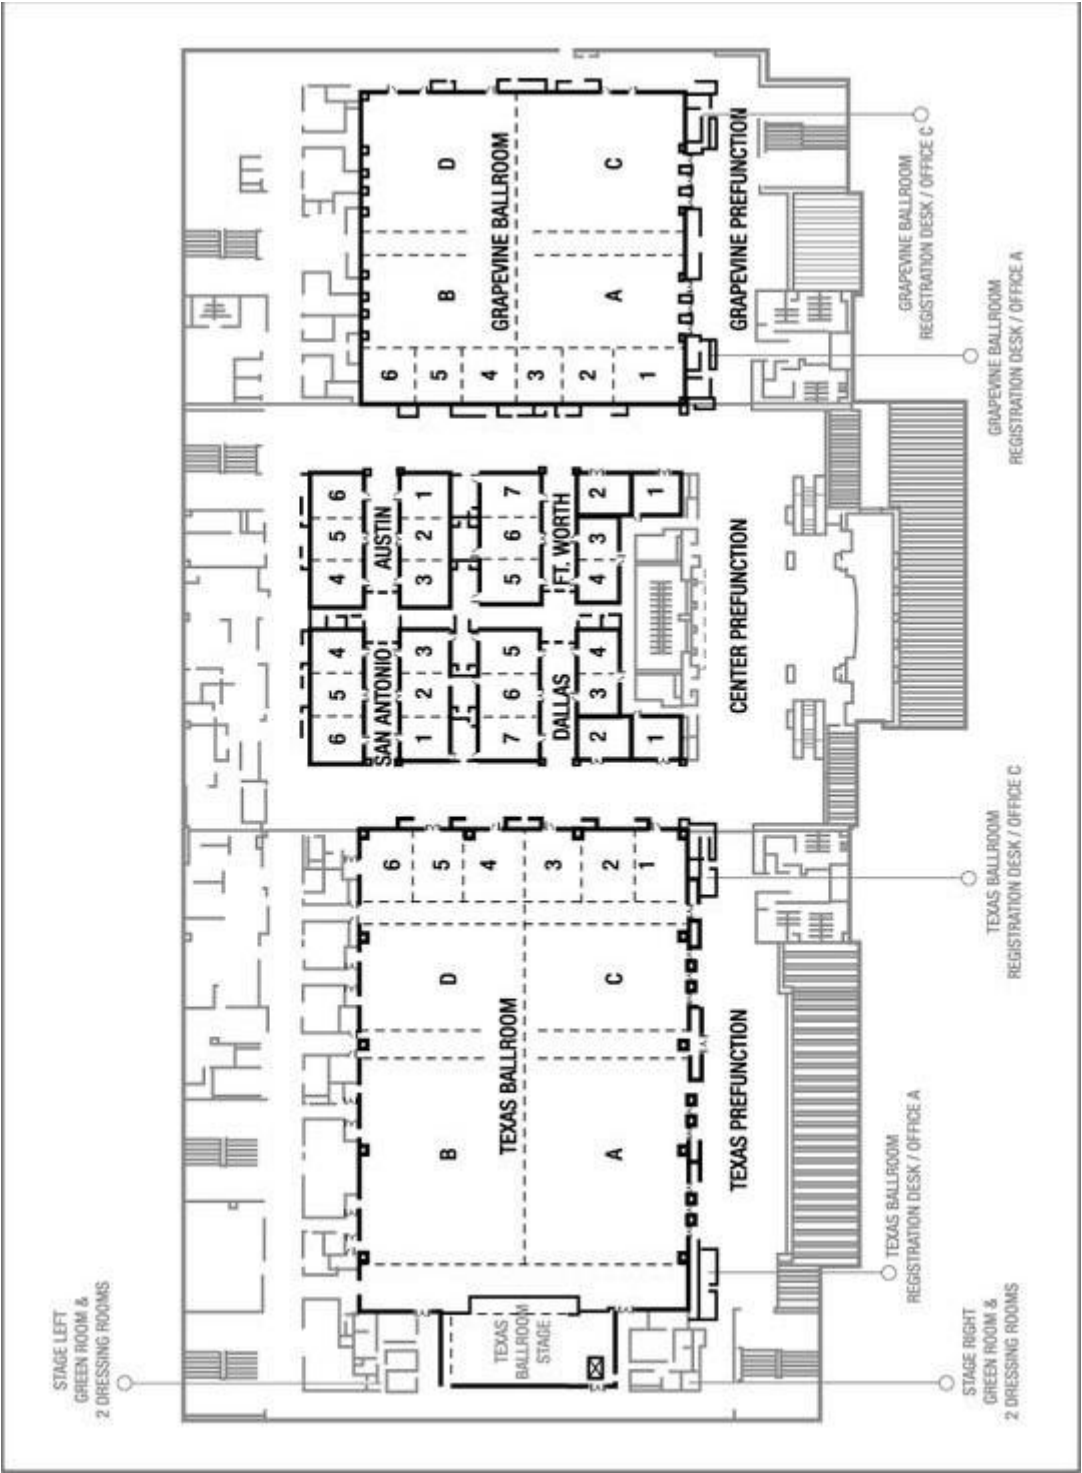 STAGE LEFT
GREEN ROOM &
2 DRESSING ROOMS
TEXAS
BALLROOM
STAGE
B
D
6
5
4
TEXAS BALLROOM
A
C
3
2
1
TEXAS PREFUNCTION
6 5 4
SAN ANTONIO
1 2 3
4 5 6
AUSTIN
3 2 1
7 6 5
DALLAS
2 3 4
1
5 6 7
FT. WORTH
4 3 2
1
CENTER PREFUNCTION
6
5
4
B
D
GRAPEVINE BALLROOM
3
2
1
A
C
GRAPEVINE PREFUNCTION
TEXAS BALLROOM
REGISTRATION DESK / OFFICE A
GRAPEVINE BALLROOM
REGISTRATION DESK / OFFICE C
STAGE RIGHT
GREEN ROOM &
2 DRESSING ROOMS
TEXAS BALLROOM
REGISTRATION DESK / OFFICE C
GRAPEVINE BALLROOM
REGISTRATION DESK / OFFICE A